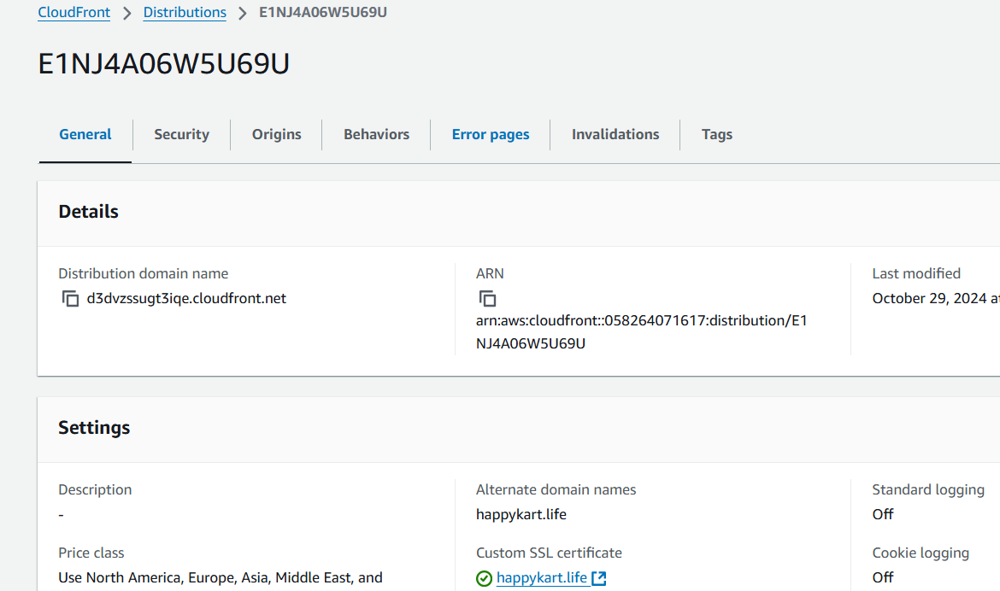 CloudFront > Distributions > E1NJ4A06W5U69U
E1NJ4A06W5U69U
General Security Origins Behaviors Error pages Invalidations Tags
Details
Distribution domain name
d3dvzssugt3iqe.cloudfront.net
ARN
arn:aws:cloudfront::058264071617:distribution/E1
NJ4A06W5U69U
Last modified
October 29, 2024 at
Settings
Description
-
Price class
Use North America, Europe, Asia, Middle East, and
Alternate domain names
happykart.life
Custom SSL certificate
happykart.life
Standard logging
Off
Cookie logging
Off